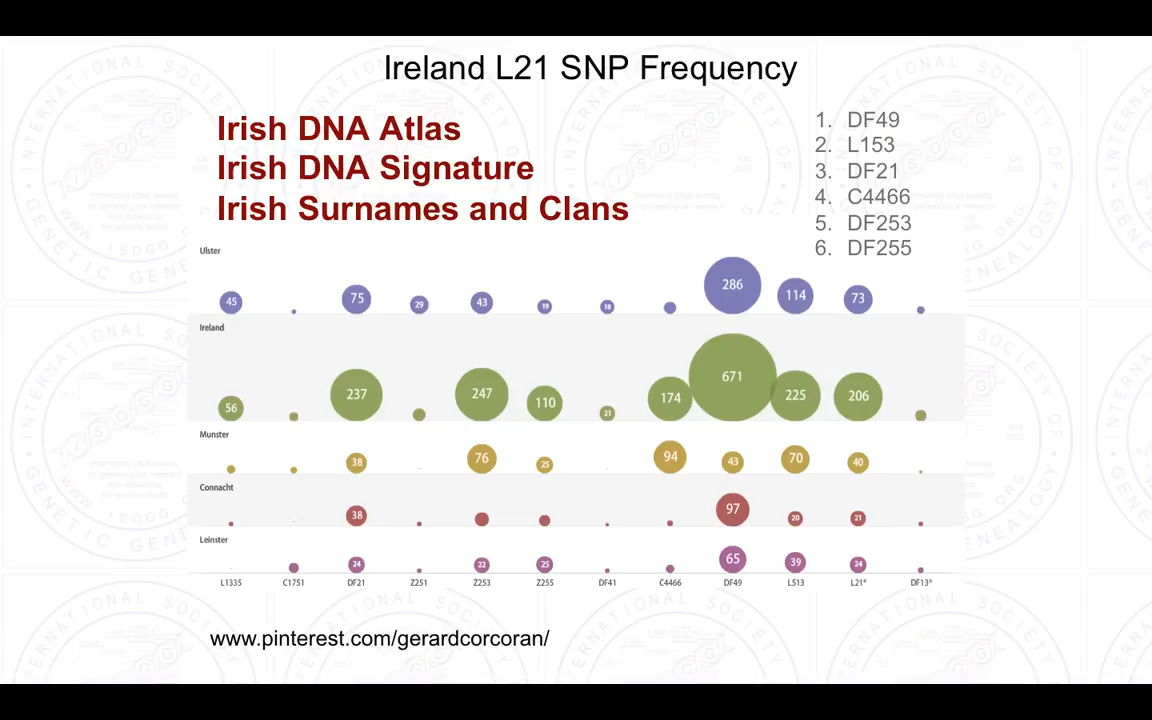 Ireland L21 SNP Frequency
Irish DNA Atlas
Irish DNA Signature
Irish Surnames and Clans
1. DF49
2. L153
3. DF21
4. C4466
5. DF253
6. DF255
Ulster
45 75 29 43 19 18 286 114 73
Ireland
56 237 247 110 21 174 671 225 206
Munster
38 76 25 94 43 70 40
Connacht
38 97 20 21
Leinster
24 22 25 65 39 24
L1335 C1751 DF21 Z251 Z253 Z255 DF41 C4466 DF49 L513 L21* DF13*
www.pinterest.com/gerardcorcoran/